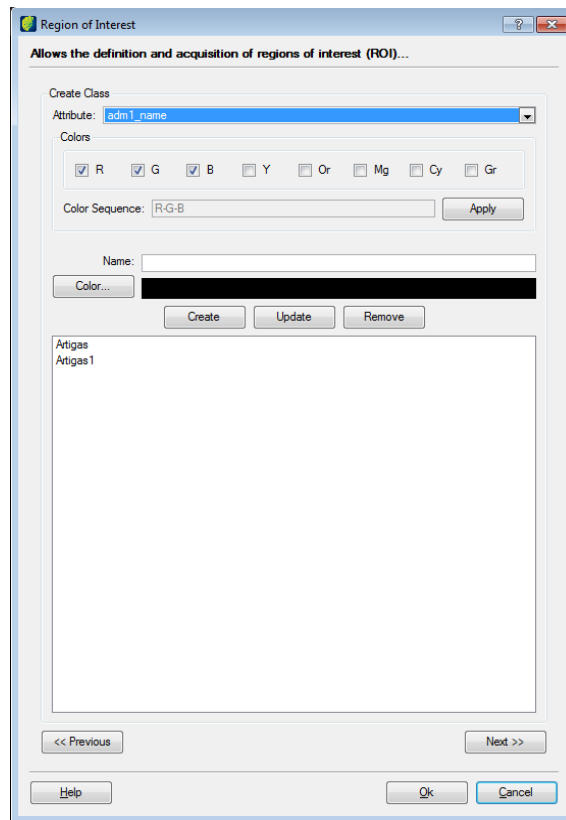 Region of Interest
Allows the definition and acquisition of regions of interest (ROI)...
Create Class
Attribute: adm1_name
Colors
R G B Y Or Mg Cy Gr
Color Sequence: R-G-B Apply
Name:
Color...
Create Update Remove
Artigas
Artigas1
<< Previous Next >>
Help Ok Cancel